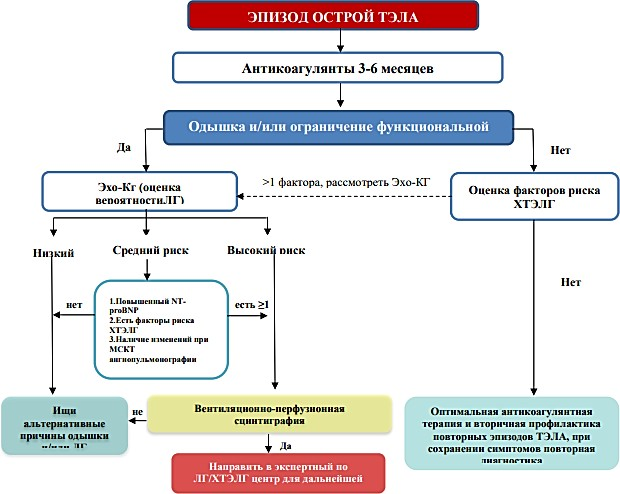 ЭПИЗОД ОСТРОЙ ТЭЛА
Антикоагулянты 3-6 месяцев
Одышка и/или ограничение функциональной
Да
Нет
Эхо-Кг (оценка
вероятностиЛГ)
>1 фактора, рассмотреть Эхо-КГ
Оценка факторов риска
ХТЭЛГ
Низкий
Средний риск
Высокий риск
Нет
нет
1.Повышенный NT-
proBNP
2.Есть факторы риска
ХТЭЛГ
3.Наличие изменений при
МСКТ
ангиопульмонографии
есть ≥1
Ищи
альтернативные
причины одышки
и/или ЛГ
не
Вентиляционно-перфузионная
сцинтиграфия
Оптимальная антикоагулянтная
терапия и вторичная профилактика
повторных эпизодов ТЭЛА, при
сохранении симптомов повторная
диагностика
Да
Направить в экспертный по
ЛГ/ХТЭЛГ центр для дальнейшей